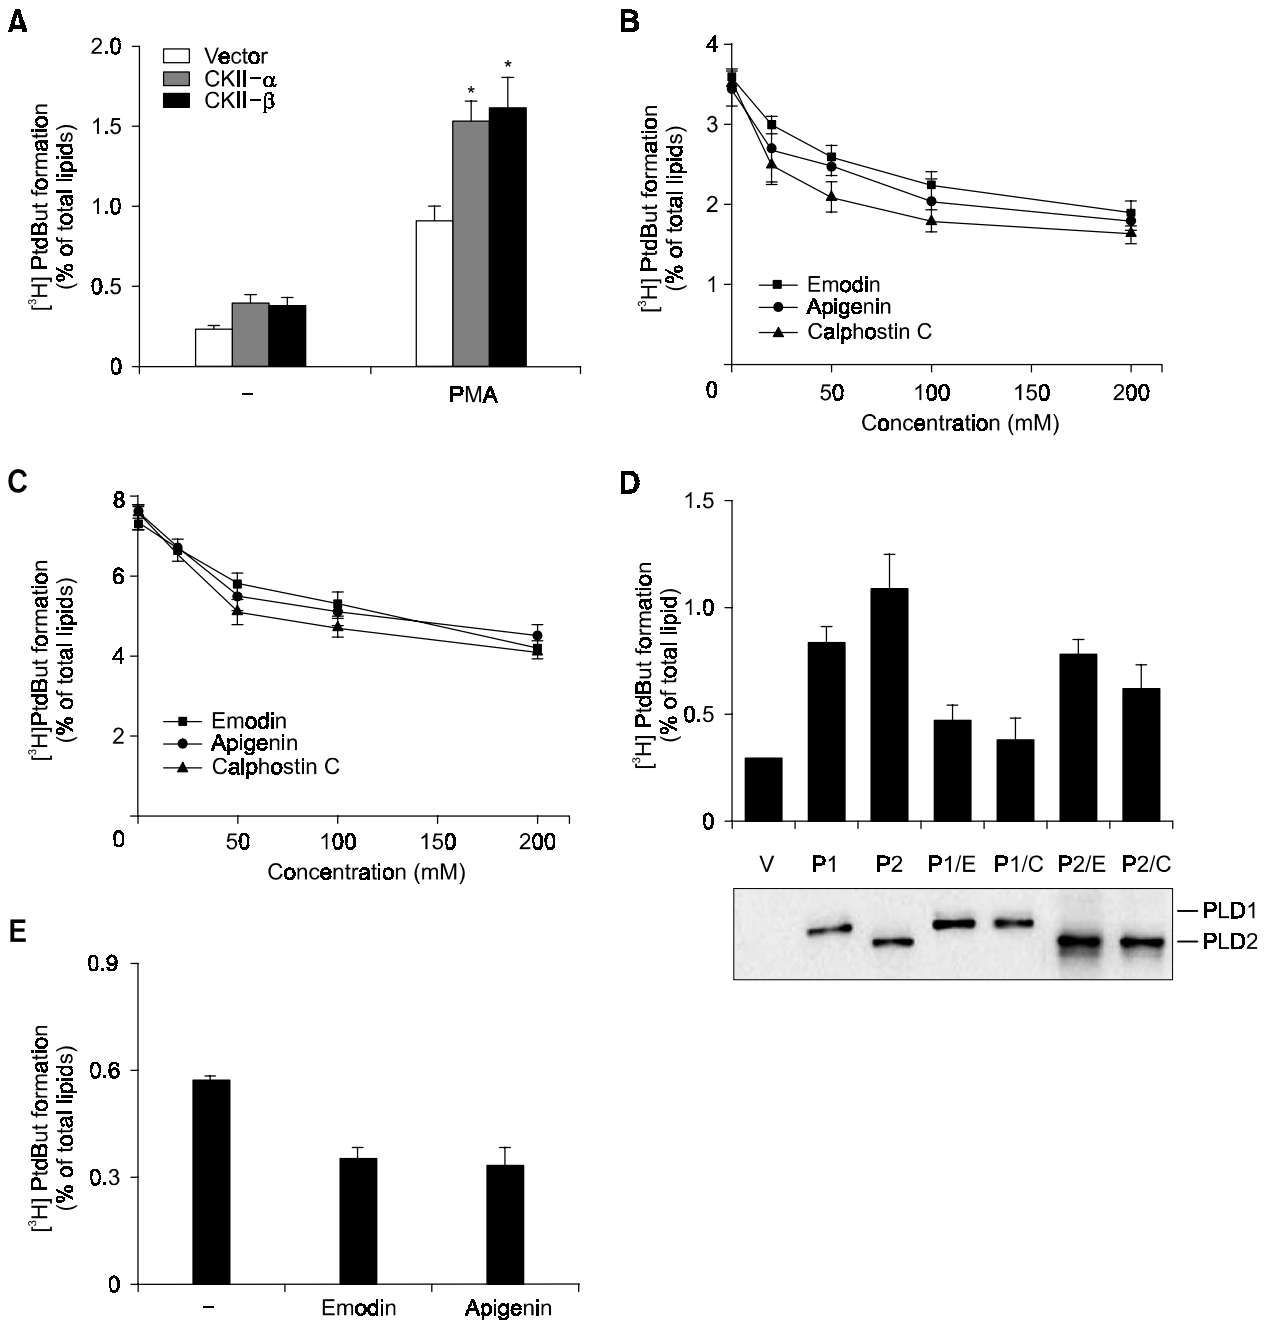 A
[³H] PtdBut formation
(% of total lipids)
2.0
1.5
1.0
0.5
0
Vector
CKII−α
CKII−β
*
*
−
PMA
B
[³H] PtdBut formation
(% of total lipids)
4
3
2
1
0
Emodin
Apigenin
Calphostin C
50
100
150
200
Concentration (mM)
C
[³H]PtdBut formation
(% of total lipids)
8
6
4
2
0
Emodin
Apigenin
Calphostin C
50
100
150
200
Concentration (mM)
D
[³H] PtdBut formation
(% of total lipid)
1.5
1.0
0.5
0
V
P1
P2
P1/E
P1/C
P2/E
P2/C
PLD1
PLD2
E
[³H] PtdBut formation
(% of total lipids)
0.9
0.6
0.3
0
−
Emodin
Apigenin